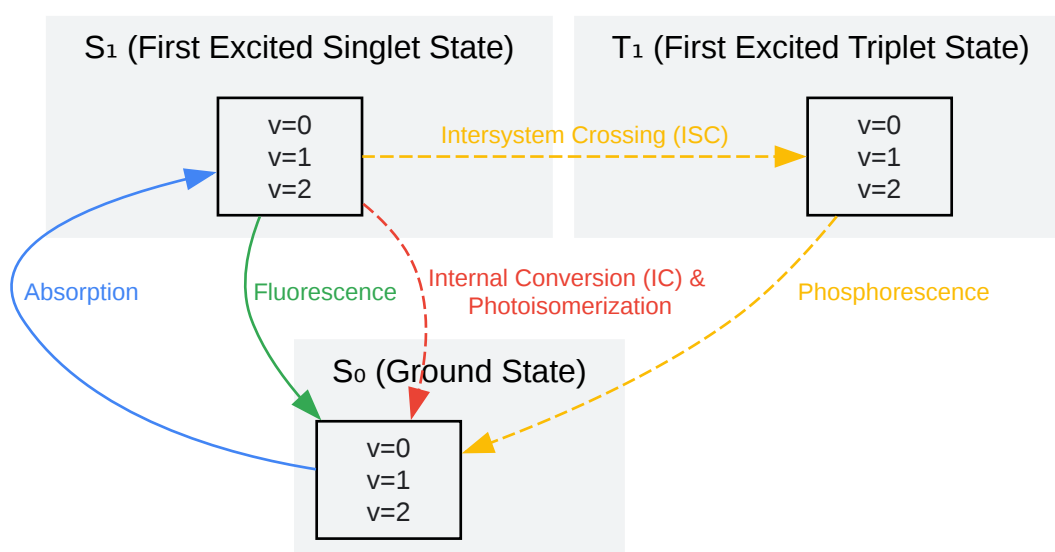 S₁ (First Excited Singlet State)
T₁ (First Excited Triplet State)
v=0
v=1
v=2
Intersystem Crossing (ISC)
v=0
v=1
v=2
Absorption
Fluorescence
Internal Conversion (IC) &
Photoisomerization
Phosphorescence
S₀ (Ground State)
v=0
v=1
v=2